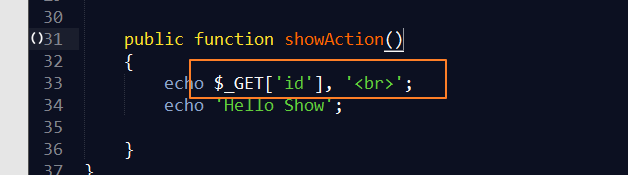 30
()31 public function showAction()
32 {
33 echo $_GET['id'], '<br>';
34 echo 'Hello Show';
35
36 }
37 }